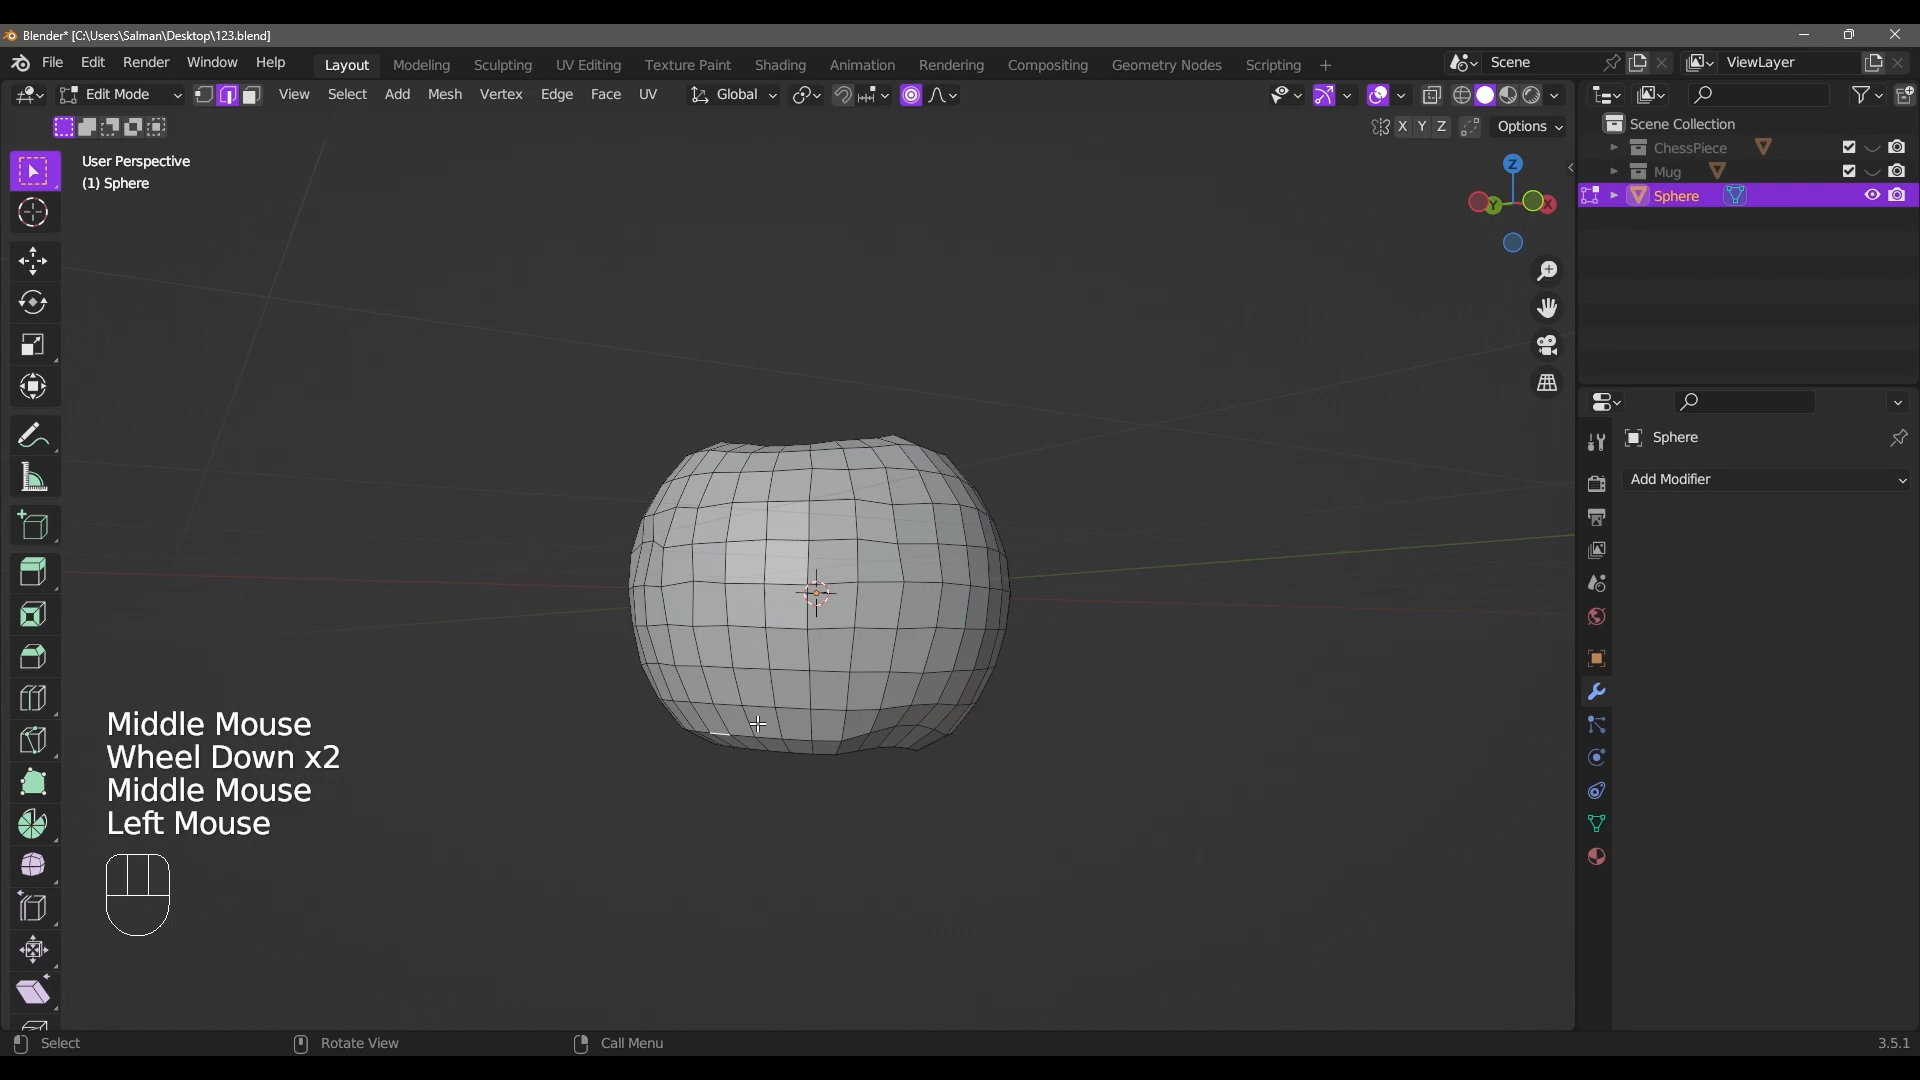 Blender* [C:\Users\Salman\Desktop\123.blend]
File Edit Render Window Help Layout Modeling Sculpting UV Editing Texture Paint Shading Animation Rendering Compositing Geometry Nodes Scripting + Scene ViewLayer
Edit Mode View Select Add Mesh Vertex Edge Face UV Global
X Y Z Options
User Perspective
(1) Sphere
Z
Y X
Scene Collection
ChessPiece
Mug
Sphere
Sphere
Add Modifier
Middle Mouse
Wheel Down x2
Middle Mouse
Left Mouse
Select Rotate View Call Menu 3.5.1